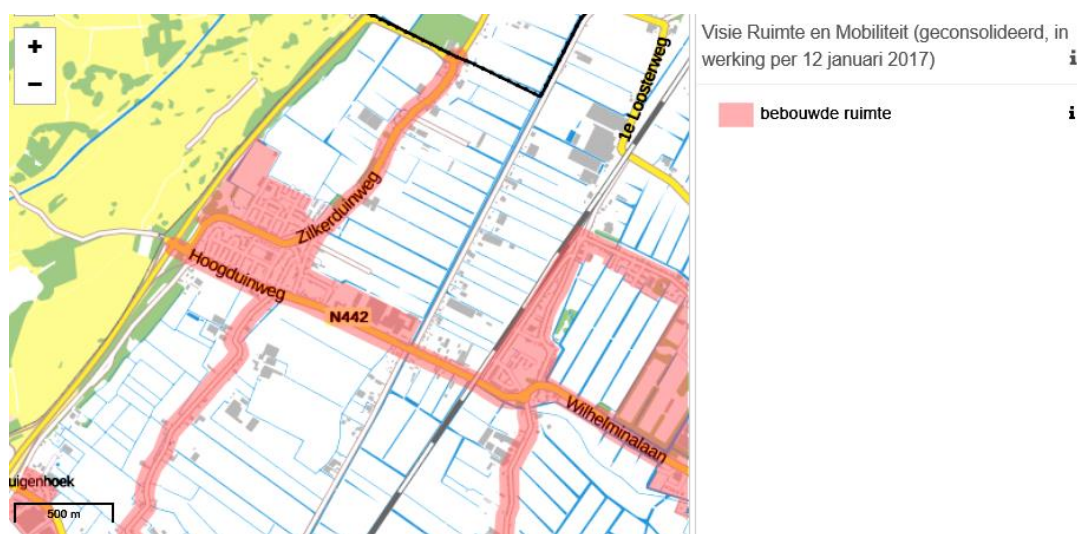 +
−
Visie Ruimte en Mobiliteit (geconsolideerd, in
werking per 12 januari 2017)
i
bebouwde ruimte
i
1e Loosterweg
Zilkerduinweg
Hoogduinweg
N442
Wilhelminalaan
uigenhoek
500 m